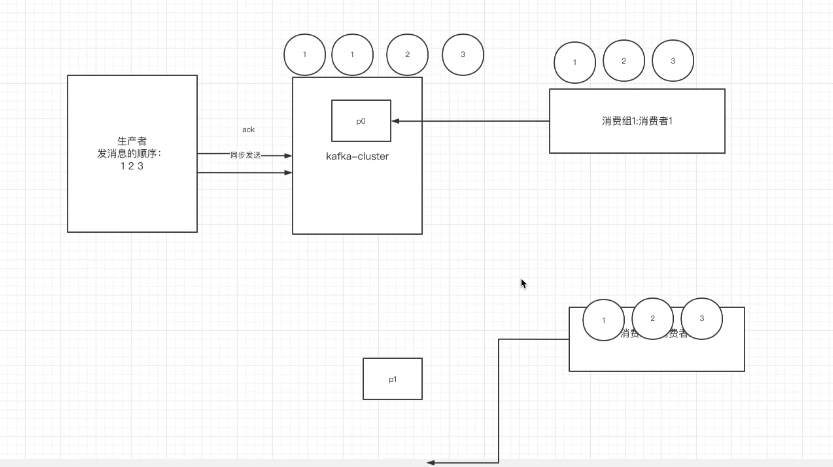 1
1
2
3
1
2
3
生产者
发消息的顺序：
1 2 3
ack
同步发送
p0
kafka-cluster
消费组1:消费者1
1
2
3
消费
费者
p1